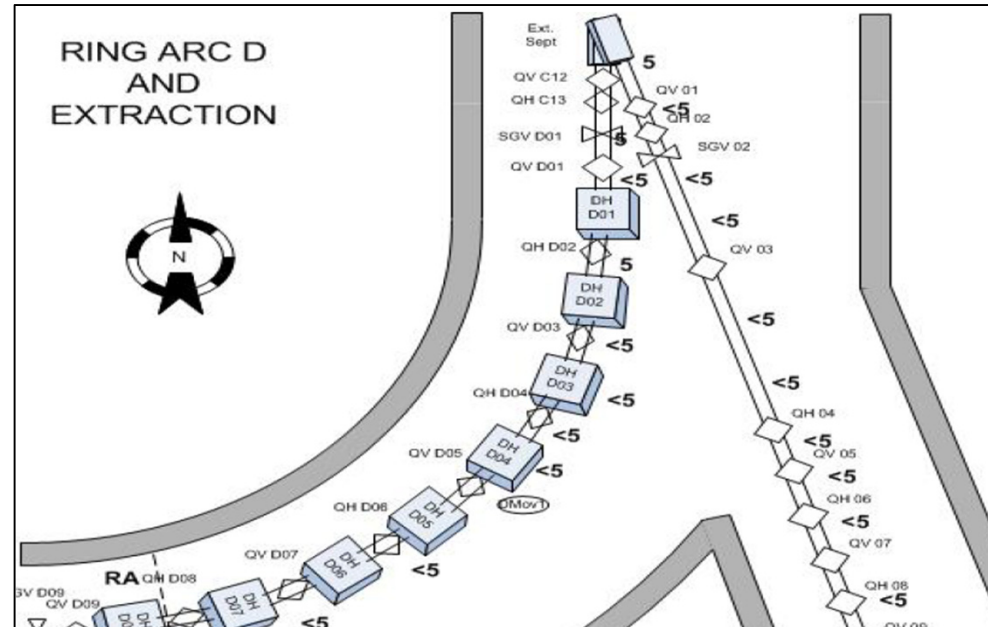 RING ARC D
AND
EXTRACTION
N
Ext.
Sept
5
QV C12
QV 01
QH C13
<5
QH 02
SGV D01
5
SGV 02
QV D01
<5
<5
DH
D01
<5
QH D02
QV 03
5
DH
D02
<5
QV D03
<5
DH
D03
<5
QH D04
<5
QH 04
<5
<5
DH
D04
QV D05
QV 05
<5
<5
DMov1
QH 06
QH D06
DH
D05
<5
QV D07
QV 07
DH
D06
<5
RA
QH D08
QH 08
QV D09
DH
D07
<5
DH
<5